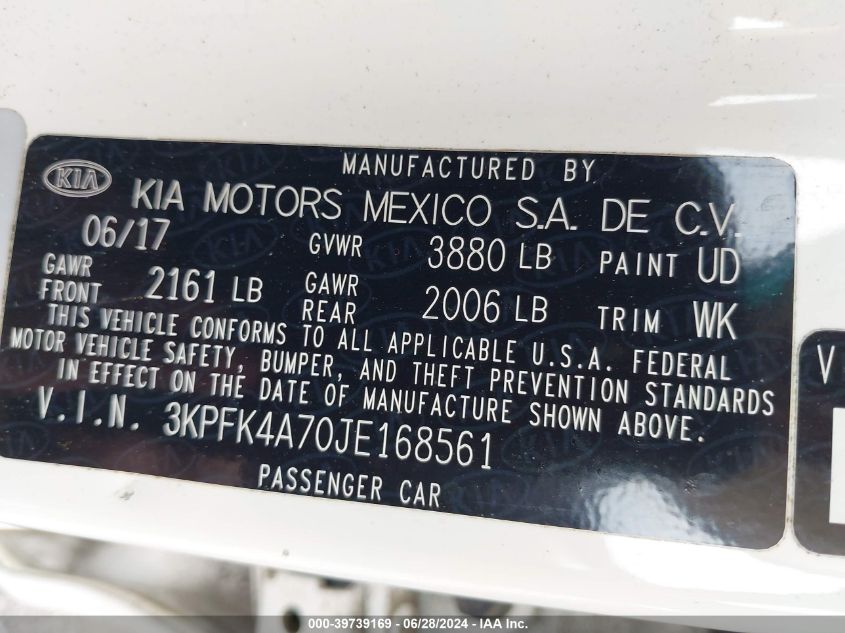 MANUFACTURED BY
KIA KIA MOTORS MEXICO S.A. DE C.V.
06/17 GVWR 3880 LB PAINT UD
GAWR FRONT 2161 LB GAWR REAR 2006 LB TRIM WK
THIS VEHICLE CONFORMS TO ALL APPLICABLE U.S.A. FEDERAL
MOTOR VEHICLE SAFETY, BUMPER, AND THEFT PREVENTION STANDARDS
IN EFFECT ON THE DATE OF MANUFACTURE SHOWN ABOVE.
V.I.N. 3KPFK4A70JE168561
PASSENGER CAR
V
000-39739169 - 06/28/2024 - IAA Inc.